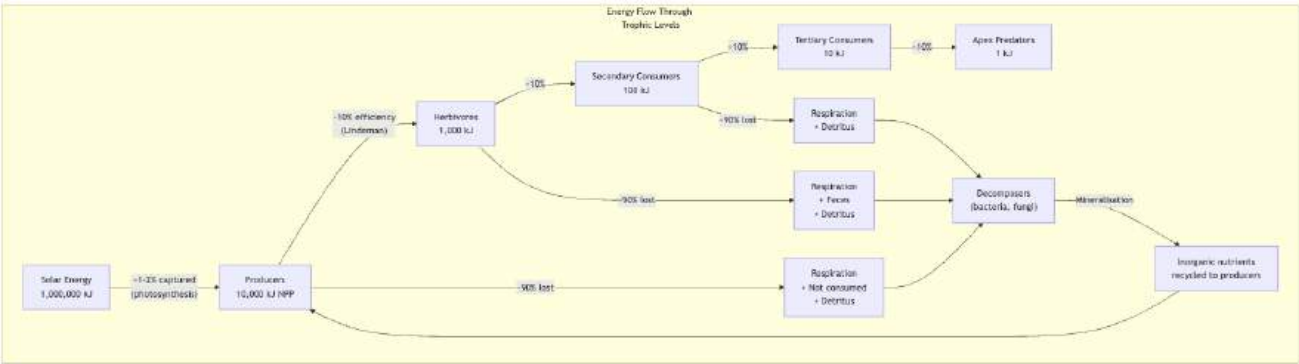 Energy Flow Through
Trophic Levels
Tertiary Consumers
10 kJ
Apex Predators
1 kJ
~10%
~10%
Secondary Consumers
100 kJ
~10%
~10% efficiency
(Lindeman)
Herbivores
1,000 kJ
~90% lost
Respiration
+ Detritus
~90% lost
Respiration
+ Feces
+ Detritus
Decomposers
(bacteria, fungi)
Mineralisation
Solar Energy
1,000,000 kJ
~1-2% captured
(photosynthesis)
Producers
10,000 kJ NPP
~90% lost
Respiration
+ Not consumed
+ Detritus
Inorganic nutrients
recycled to producers